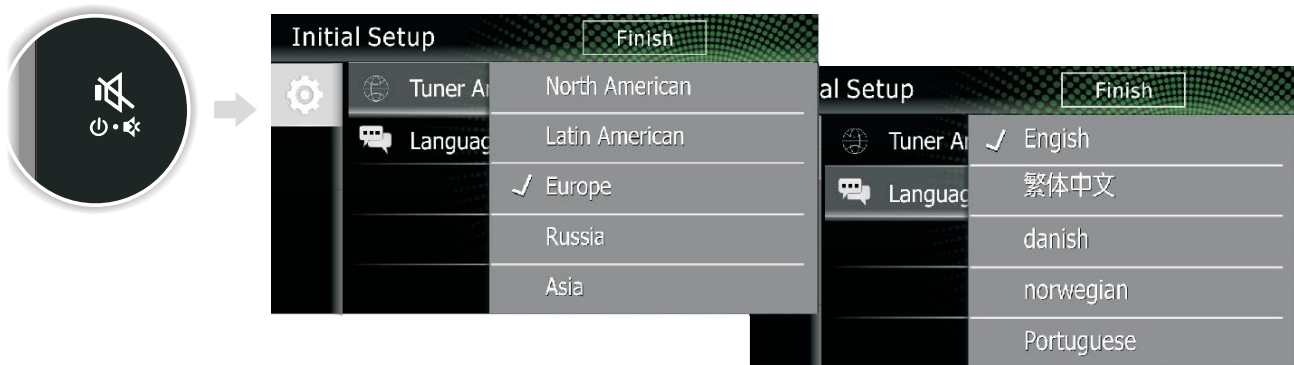 Initial Setup
Finish
Tuner Ar
North American
Languag
Latin American
Europe
Russia
Asia
al Setup
Finish
Tuner Ar
Engish
Languag
繁体中文
danish
norwegian
Portuguese